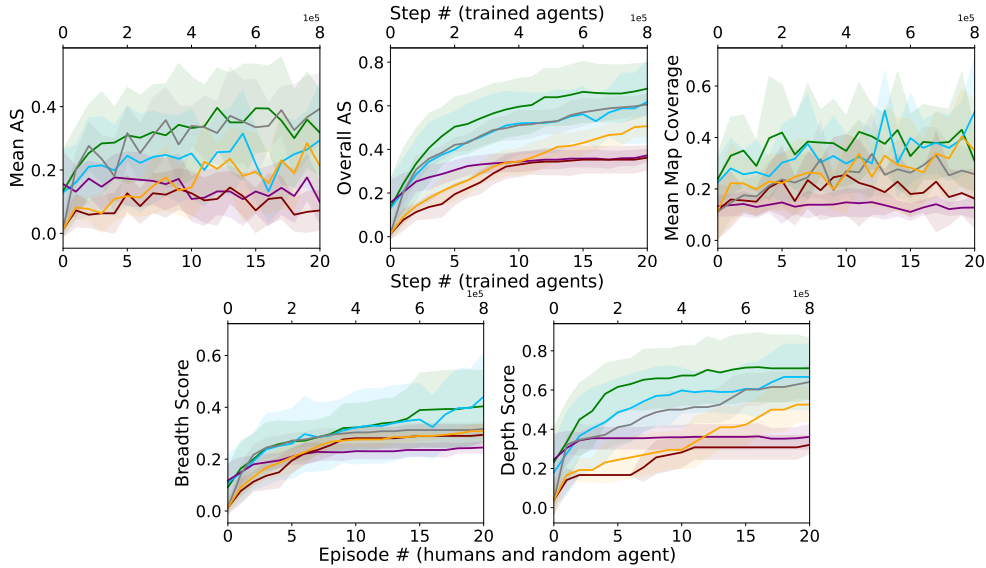 Step # (trained agents)
1e5 1e5 1e5
0 2 4 6 8 0 2 4 6 8 0 2 4 6 8
Mean AS
0.4
0.2
0.0
0 5 10 15 20
Overall AS
0.8
0.6
0.4
0.2
0.0
0 5 10 15 20
Mean Map Coverage
0.6
0.4
0.2
0.0
0 5 10 15 20
Step # (trained agents)
1e5 1e5
0 2 4 6 8 0 2 4 6 8
Breadth Score
0.6
0.4
0.2
0.0
0 5 10 15 20
Depth Score
0.8
0.6
0.4
0.2
0.0
0 5 10 15 20
Episode # (humans and random agent)